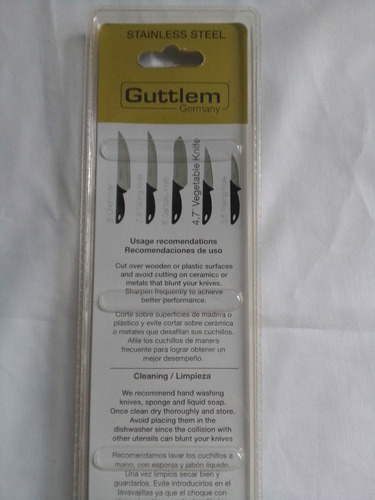 STAINLESS STEEL
Guttlem
Germany
8" Chef Knife
4,7" Vegetable Knife
Usage recomendations
Recomendaciones de uso
Cut over wooden or plastic surfaces
and avoid cutting on ceramics or
metals that blunt your knives.
Sharpen frequently to achieve
better performance.
Corte sobre superficies de madera o
plástico y evite cortar sobre cerámica
o metales que desafilan sus cuchillos.
Afile los cuchillos de manera
frecuente para lograr obtener un
mejor desempeño.
Cleaning / Limpieza
We recommend hand washing
knives, sponge and liquid soap.
Once clean dry thoroughly and store.
Avoid placing them in the
dishwasher since the collision with
other utensils can blunt your knives
Recomendamos lavar los cuchillos a
mano, con esponja y jabón líquido.
Una vez limpios secar bien y
guardarlos. Evite introducirlos en el
lavavajillas ya que el choque con